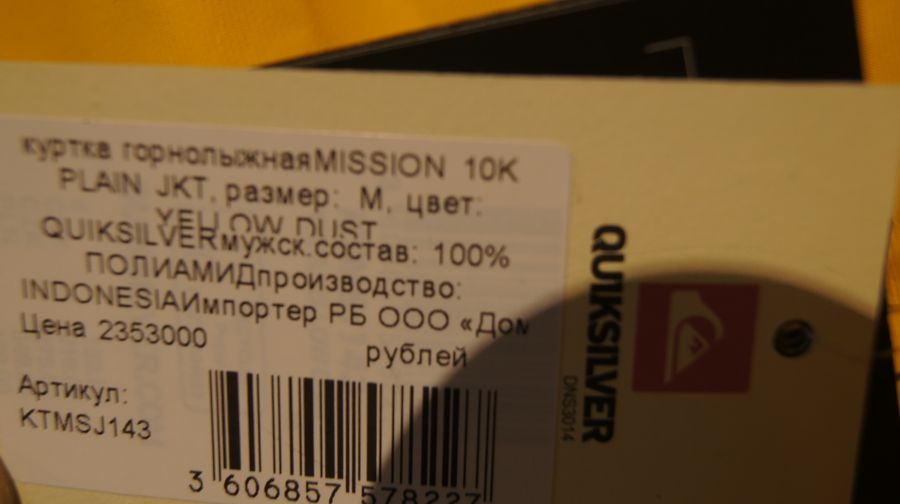 куртка горнолыжнаяMISSION 10K
PLAIN JKT, размер: M, цвет:
YELLOW DUST
QUIKSILVERмужск.состав: 100%
ПОЛИАМИДпроизводство:
INDONESIAИмпортер РБ ООО «Дом
Цена 2353000
рублей
Артикул:
KTMSJ143
3 606857 578227
QUIKSILVER
DNS3014